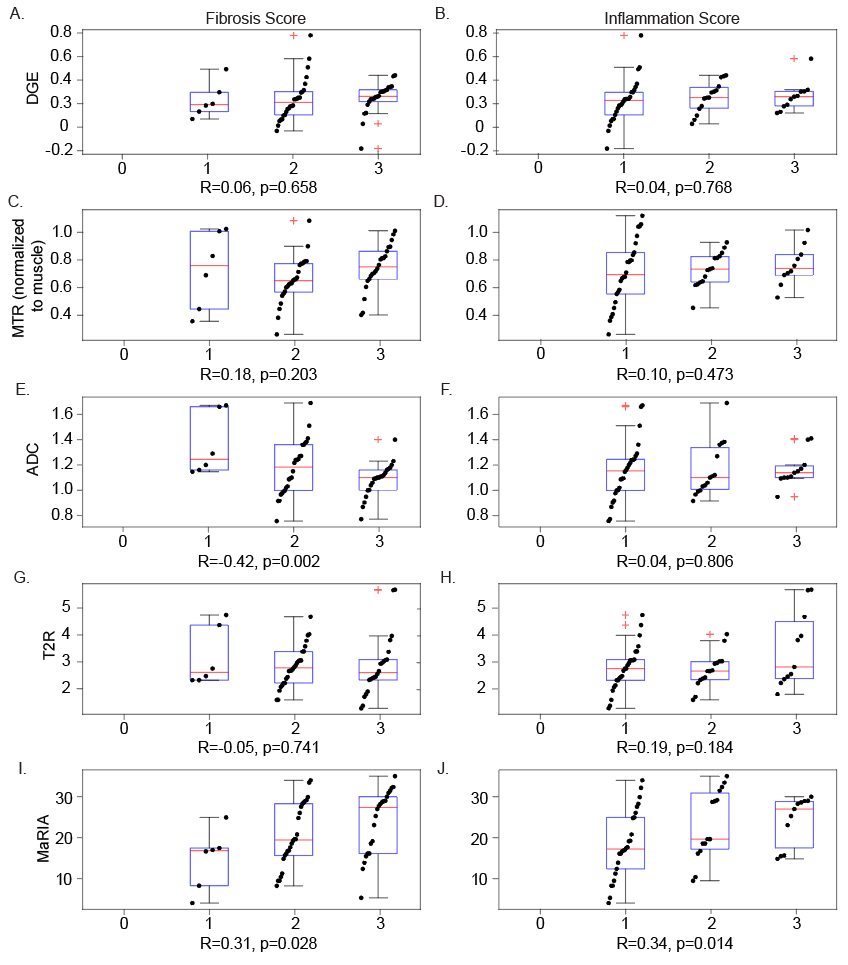 A.
Fibrosis Score
B.
Inflammation Score
DGE
0.8
0.6
0.4
0.3
0
-0.2
0 1 2 3
R=0.06, p=0.658
0.8
0.6
0.4
0.3
0
-0.2
0 1 2 3
R=0.04, p=0.768
C.
MTR (normalized
to muscle)
1.0
0.8
0.6
0.4
0 1 2 3
R=0.18, p=0.203
D.
1.0
0.8
0.6
0.4
0 1 2 3
R=0.10, p=0.473
E.
ADC
1.6
1.4
1.2
1.0
0.8
0 1 2 3
R=-0.42, p=0.002
F.
1.6
1.4
1.2
1.0
0.8
0 1 2 3
R=0.04, p=0.806
G.
T2R
5
4
3
2
0 1 2 3
R=-0.05, p=0.741
H.
5
4
3
2
0 1 2 3
R=0.19, p=0.184
I.
MaRIA
30
20
10
0 1 2 3
R=0.31, p=0.028
J.
30
20
10
0 1 2 3
R=0.34, p=0.014